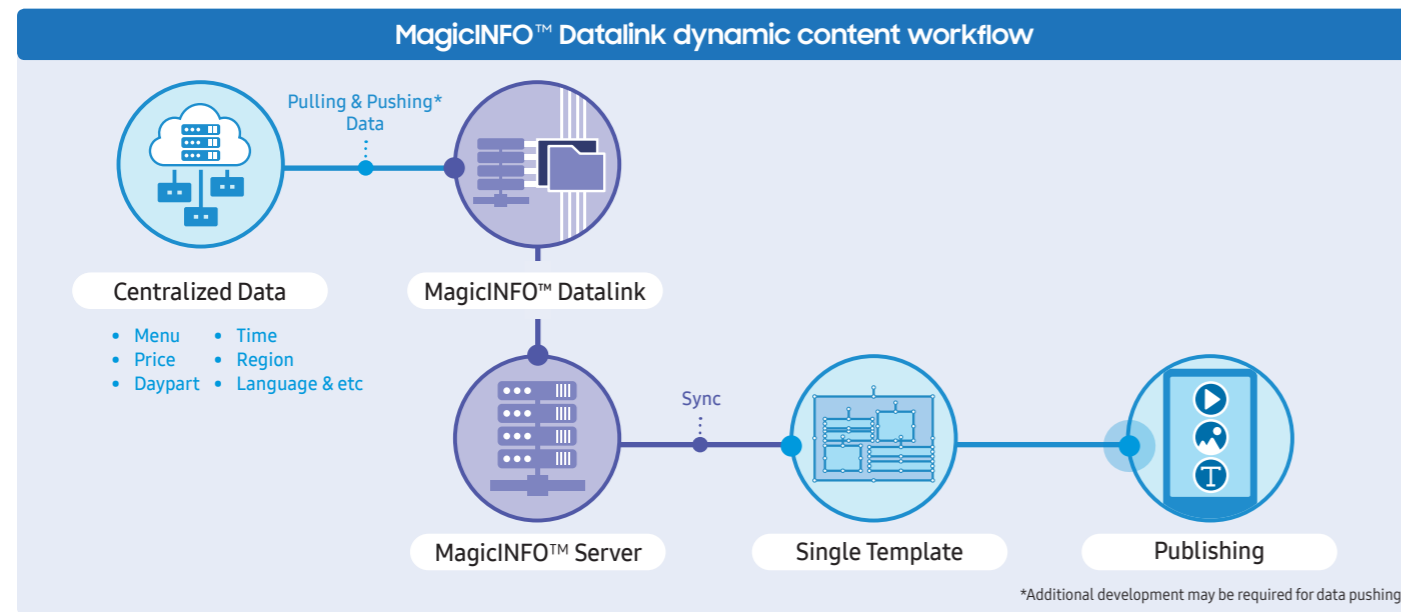 MagicINFO™ Datalink dynamic content workflow
Pulling & Pushing*
Data
Centralized Data
MagicINFO™ Datalink
• Menu • Time
• Price • Region
• Daypart • Language & etc
Sync
T
MagicINFO™ Server
Single Template
Publishing
*Additional development may be required for data pushing